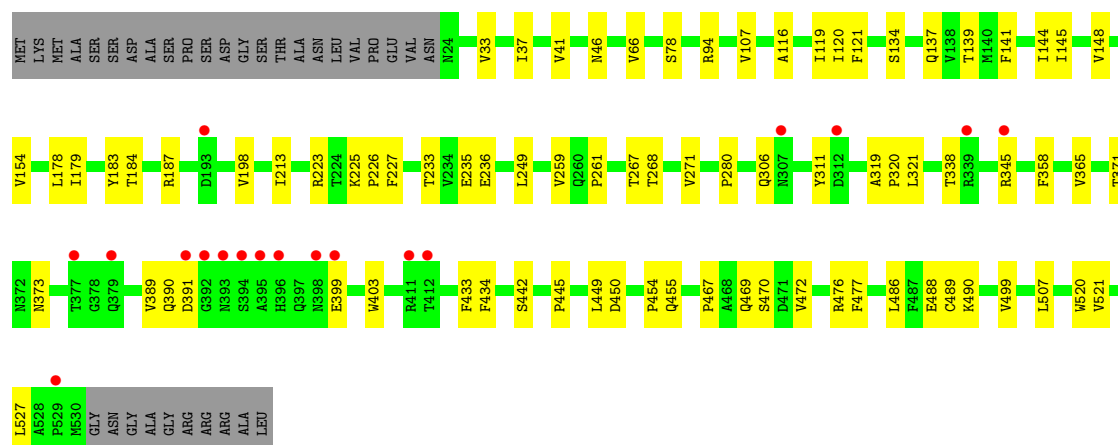 MET LYS MET ALA SER SER ASP ALA SER PRO SER ASP GLY SER THR ALA ASN LEU VAL PRO GLU VAL ASN N24 V33 I37 V41 N46 V66 S78 R94 V107 A116 I119 I120 F121 S134 Q137 V138 T139 M140 F141 I144 I145 V148
V154 L178 I179 Y183 T184 R187 D193 V198 I213 R223 T224 K225 P226 F227 T233 V234 E235 E236 L249 V259 Q260 P261 T267 T268 V271 P280 Q306 N307 Y311 D312 A319 P320 L321 T338 R339 R345 F358 V365 T371
N372 N373 T377 G378 Q379 V389 Q390 D391 G392 N393 S394 A395 H396 Q397 N398 E399 W403 R411 T412 F433 F434 S442 P445 L449 D450 P454 Q455 P467 A468 Q469 S470 D471 V472 R476 F477 L486 F487 E488 C489 K490 V499 L507 W520 V521
L527 A528 P529 M530 GLY ASN GLY ALA GLY ARG ARG ARG ALA LEU